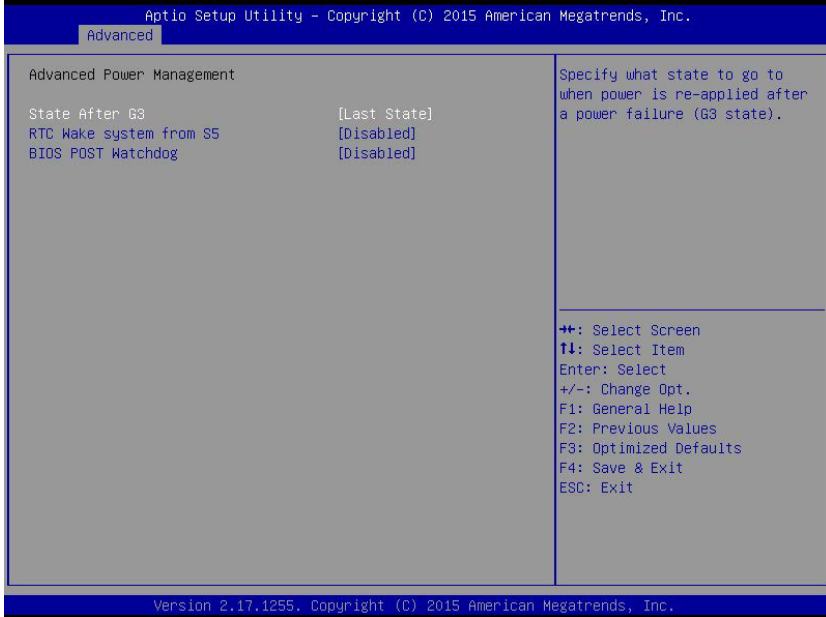 Aptio Setup Utility – Copyright (C) 2015 American Megatrends, Inc.
Advanced
Advanced Power Management
State After G3 [Last State]
RTC Wake system from S5 [Disabled]
BIOS POST Watchdog [Disabled]
Specify what state to go to
when power is re-applied after
a power failure (G3 state).
→←: Select Screen
↑↓: Select Item
Enter: Select
+/-: Change Opt.
F1: General Help
F2: Previous Values
F3: Optimized Defaults
F4: Save & Exit
ESC: Exit
Version 2.17.1255. Copyright (C) 2015 American Megatrends, Inc.